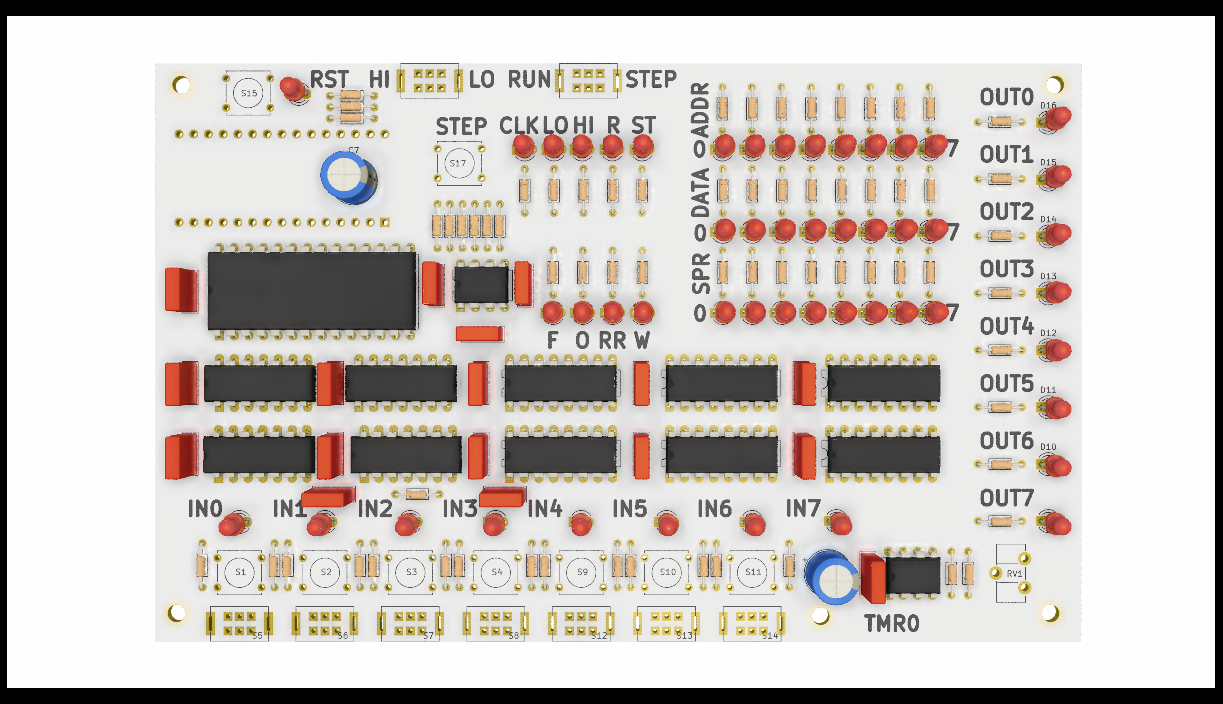 RST HI LO RUN STEP
S15
ADDR
0 7
OUT0
D16
STEP CLK LO HI R ST
S17
C7
OUT1
D15
DATA
0 7
OUT2
D14
SPR
0 7
OUT3
D13
F O RR W
OUT4
D12
OUT5
D11
OUT6
D10
OUT7
IN0 IN1 IN2 IN3 IN4 IN5 IN6 IN7
S1 S2 S3 S4 S9 S10 S11
RV1
S5 S6 S7 S8 S12 S13 S14
TMR0